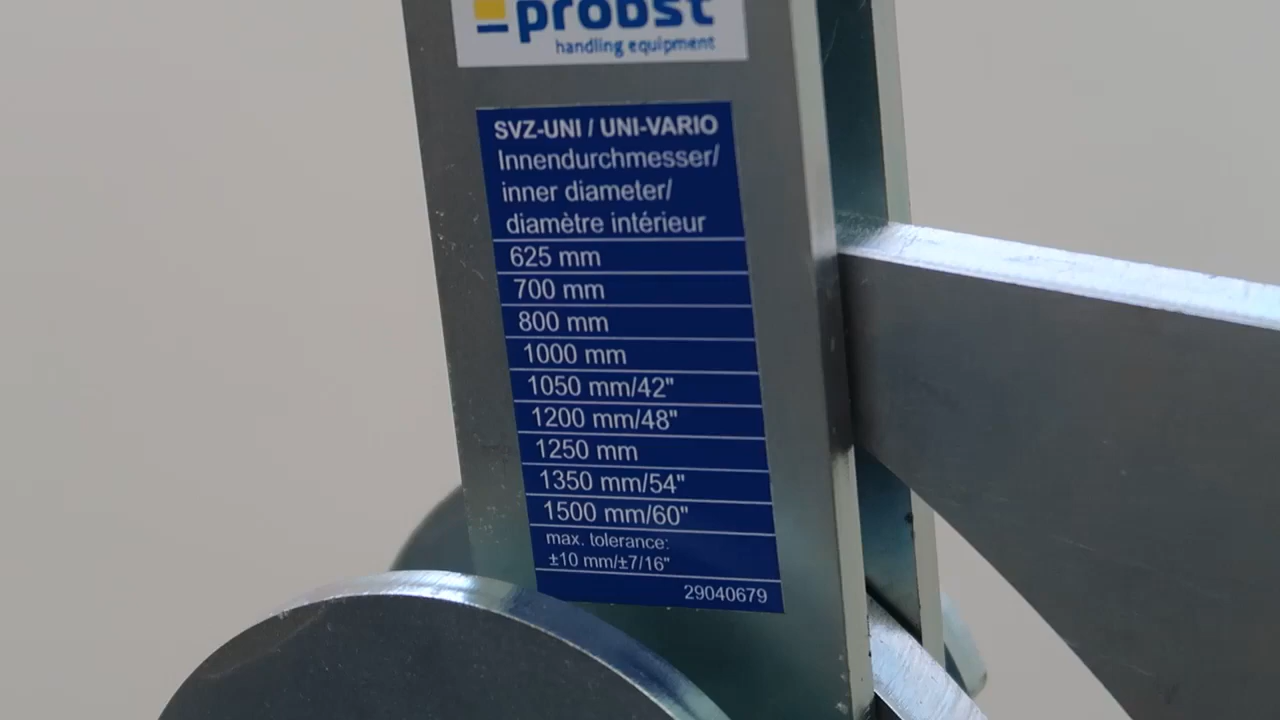 probst
handling equipment
SVZ-UNI / UNI-VARIO
Innendurchmesser/
inner diameter/
diamètre intérieur
625 mm
700 mm
800 mm
1000 mm
1050 mm/42"
1200 mm/48"
1250 mm
1350 mm/54"
1500 mm/60"
max. tolerance:
±10 mm/±7/16"
29040679